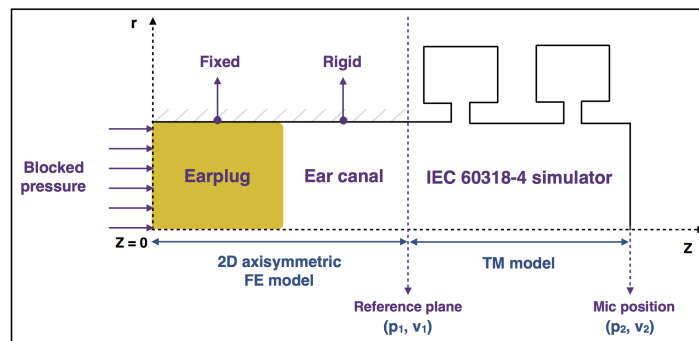 r
Fixed
Rigid
Blocked
pressure
Earplug
Ear canal
IEC 60318-4 simulator
Z = 0
Z
2D axisymmetric
FE model
TM model
Reference plane
(p₁, v₁)
Mic position
(p₂, v₂)